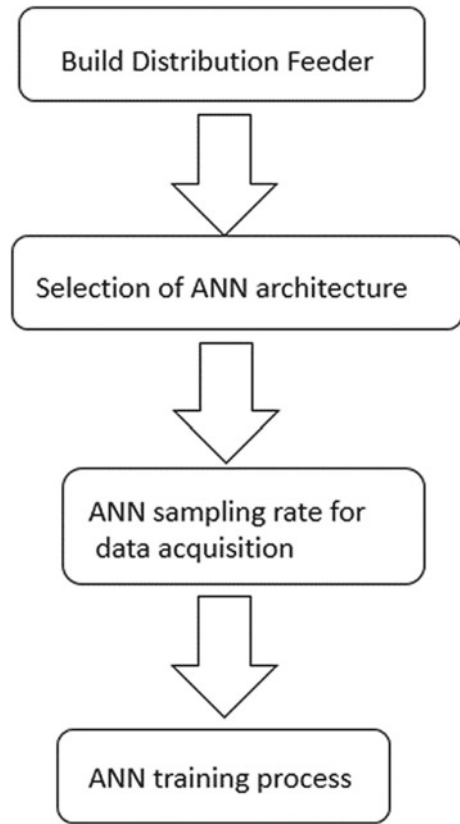 Build Distribution Feeder
Selection of ANN architecture
ANN sampling rate for
data acquisition
ANN training process